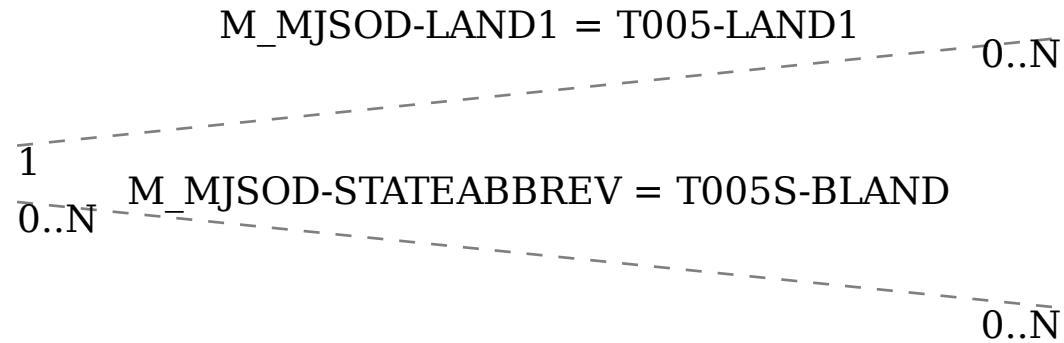 M_MJSOD-LAND1 = T005-LAND1
0..N
1
M_MJSOD-STATEABBREV = T005S-BLAND
0..N
0..N